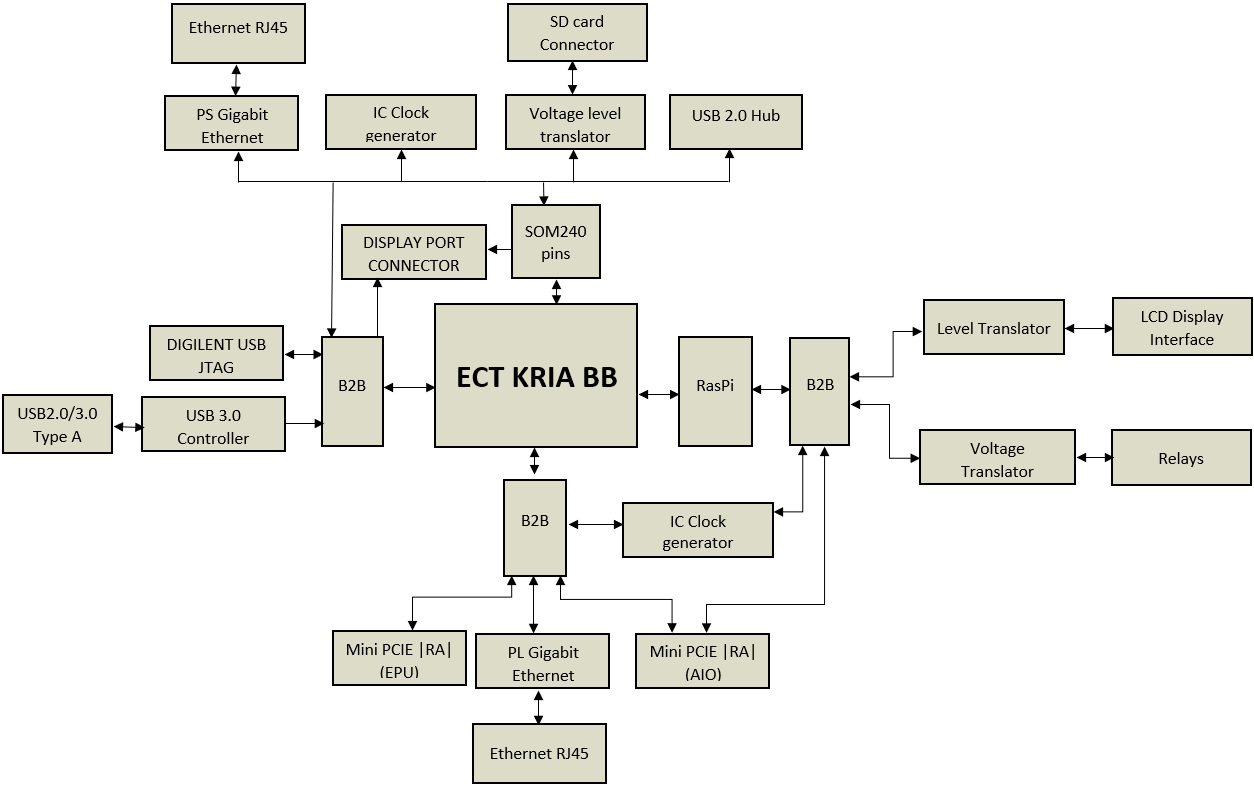 Ethernet RJ45
SD card
Connector
PS Gigabit
Ethernet
IC Clock
generator
Voltage level
translator
USB 2.0 Hub
SOM240
pins
DISPLAY PORT
CONNECTOR
DIGILENT USB
JTAG
USB2.0/3.0
Type A
USB 3.0
Controller
B2B
ECT KRIA BB
RasPi
B2B
Level Translator
LCD Display
Interface
Voltage
Translator
Relays
B2B
IC Clock
generator
Mini PCIE |RA|
(EPU)
PL Gigabit
Ethernet
Mini PCIE |RA|
(AIO)
Ethernet RJ45